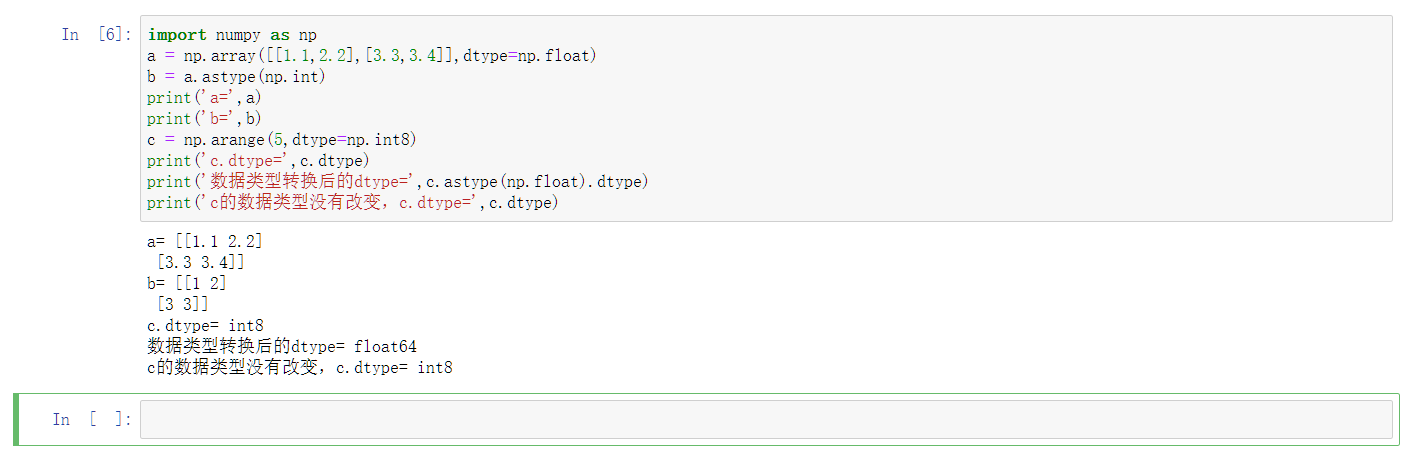 In [6]: import numpy as np
a = np.array([[1.1,2.2],[3.3,3.4]],dtype=np.float)
b = a.astype(np.int)
print('a=',a)
print('b=',b)
c = np.arange(5,dtype=np.int8)
print('c.dtype=',c.dtype)
print('数据类型转换后的dtype=',c.astype(np.float).dtype)
print('c的数据类型没有改变，c.dtype=',c.dtype)
a= [[1.1 2.2]
 [3.3 3.4]]
b= [[1 2]
 [3 3]]
c.dtype= int8
数据类型转换后的dtype= float64
c的数据类型没有改变，c.dtype= int8
In [ ]: